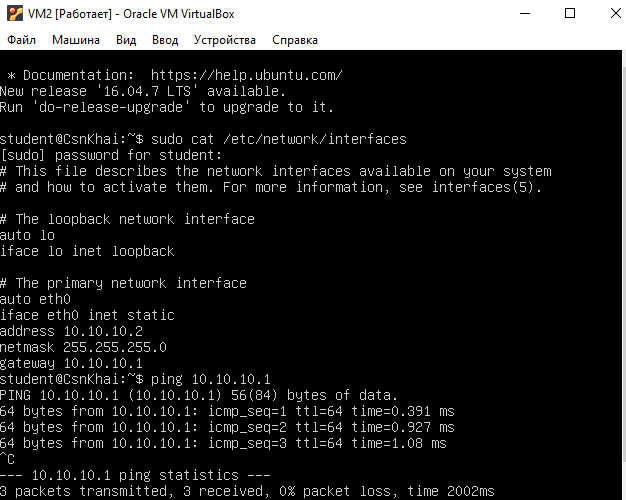 VM2 [Работает] - Oracle VM VirtualBox
Файл Машина Вид Ввод Устройства Справка
* Documentation:  https://help.ubuntu.com/
New release '16.04.7 LTS' available.
Run 'do-release-upgrade' to upgrade to it.
student@CsnKhai:~$ sudo cat /etc/network/interfaces
[sudo] password for student:
# This file describes the network interfaces available on your system
# and how to activate them. For more information, see interfaces(5).
# The loopback network interface
auto lo
iface lo inet loopback
# The primary network interface
auto eth0
iface eth0 inet static
address 10.10.10.2
netmask 255.255.255.0
gateway 10.10.10.1
student@CsnKhai:~$ ping 10.10.10.1
PING 10.10.10.1 (10.10.10.1) 56(84) bytes of data.
64 bytes from 10.10.10.1: icmp_seq=1 ttl=64 time=0.391 ms
64 bytes from 10.10.10.1: icmp_seq=2 ttl=64 time=0.927 ms
64 bytes from 10.10.10.1: icmp_seq=3 ttl=64 time=1.08 ms
^C
--- 10.10.10.1 ping statistics ---
3 packets transmitted, 3 received, 0% packet loss, time 2002ms